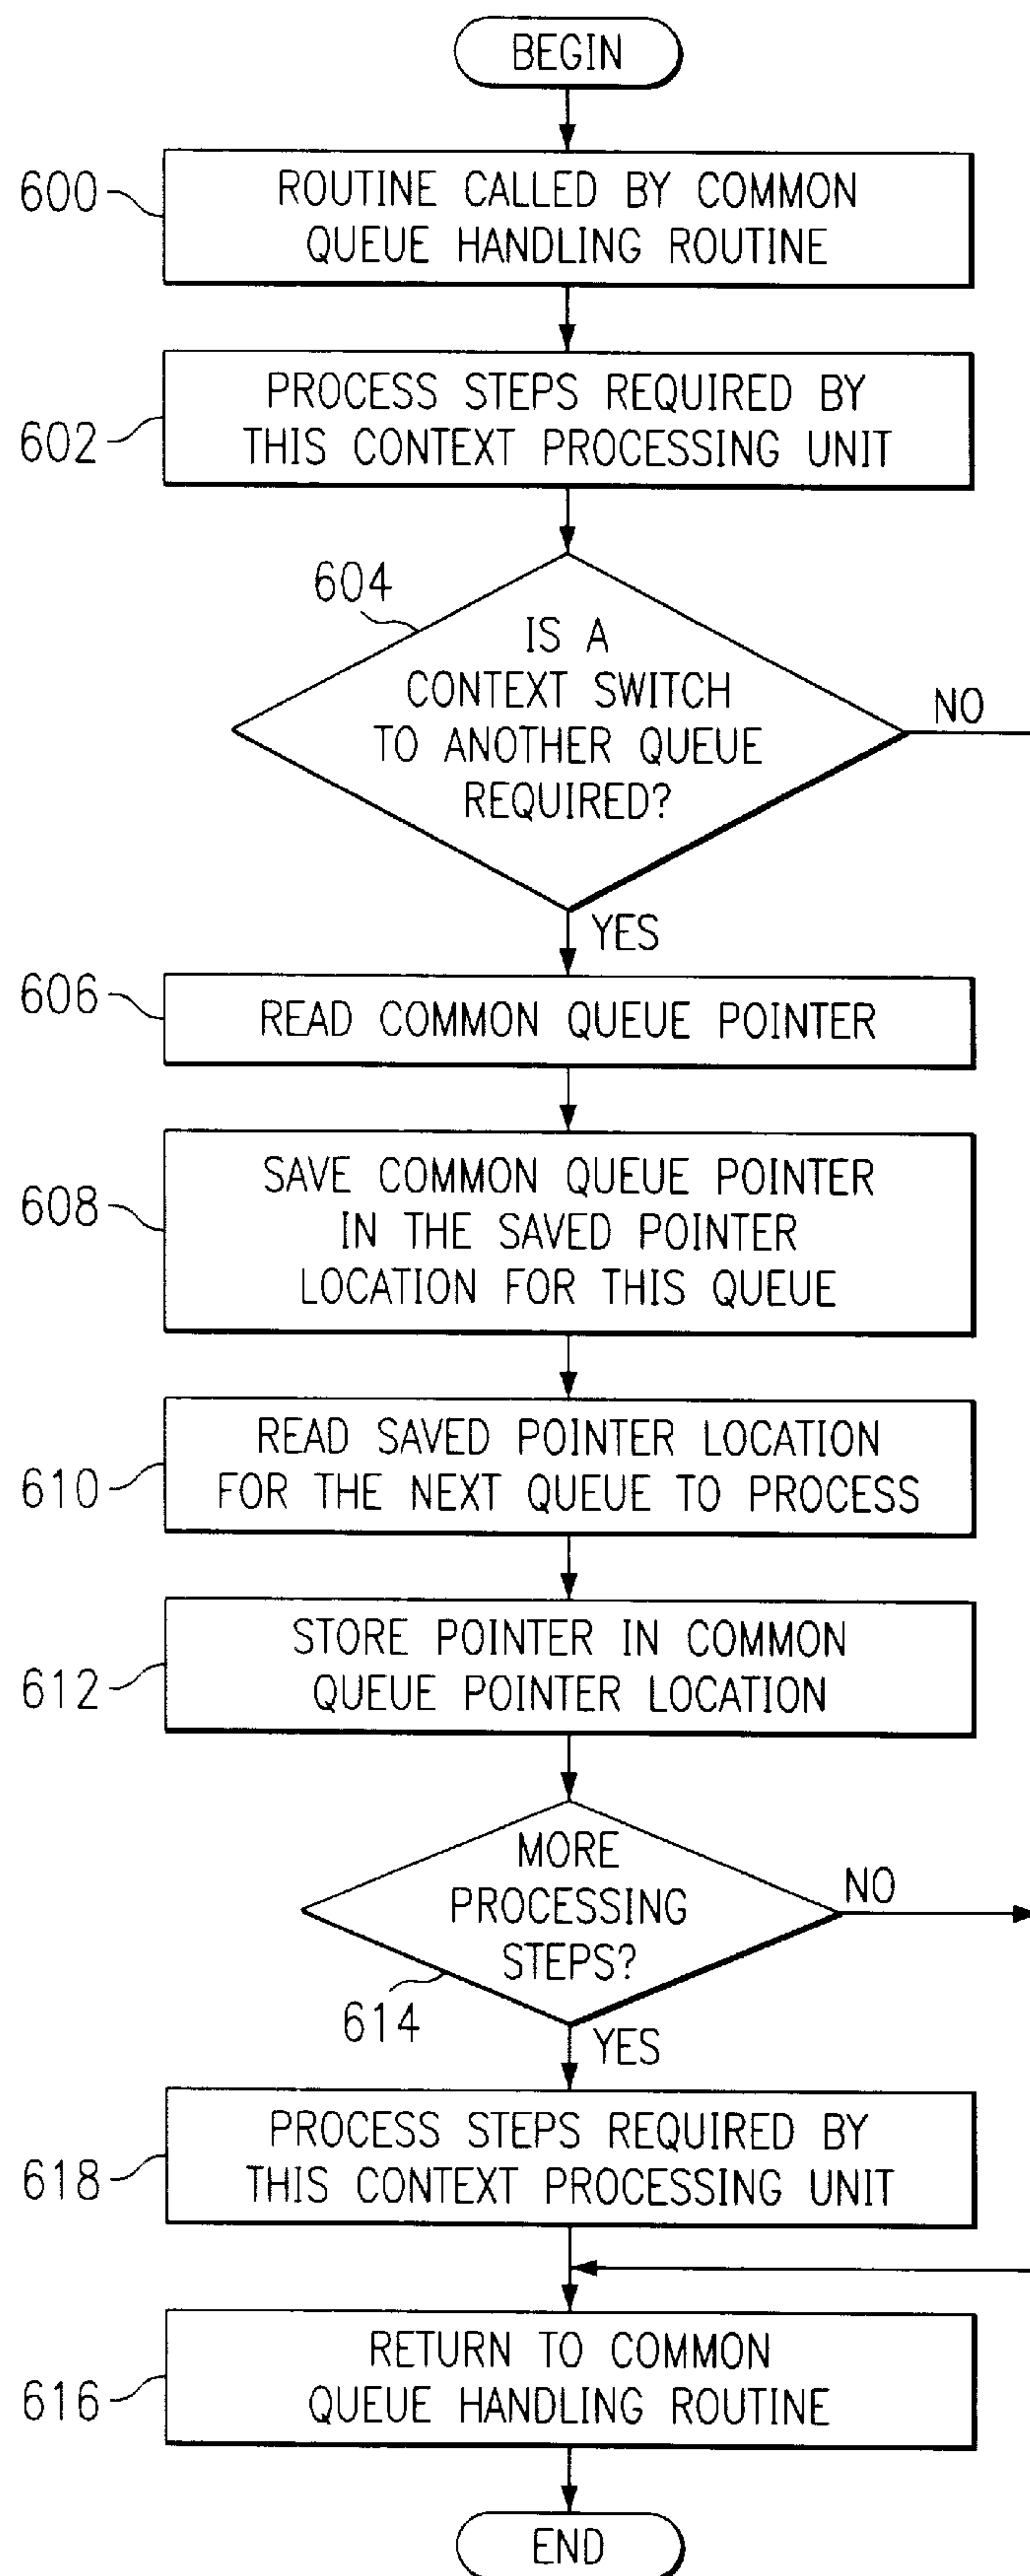 BEGIN
600
ROUTINE CALLED BY COMMON
QUEUE HANDLING ROUTINE
602
PROCESS STEPS REQUIRED BY
THIS CONTEXT PROCESSING UNIT
604
IS A
CONTEXT SWITCH
TO ANOTHER QUEUE
REQUIRED?
NO
YES
606
READ COMMON QUEUE POINTER
608
SAVE COMMON QUEUE POINTER
IN THE SAVED POINTER
LOCATION FOR THIS QUEUE
610
READ SAVED POINTER LOCATION
FOR THE NEXT QUEUE TO PROCESS
612
STORE POINTER IN COMMON
QUEUE POINTER LOCATION
MORE
PROCESSING
STEPS?
NO
614
YES
618
PROCESS STEPS REQUIRED BY
THIS CONTEXT PROCESSING UNIT
616
RETURN TO COMMON
QUEUE HANDLING ROUTINE
END